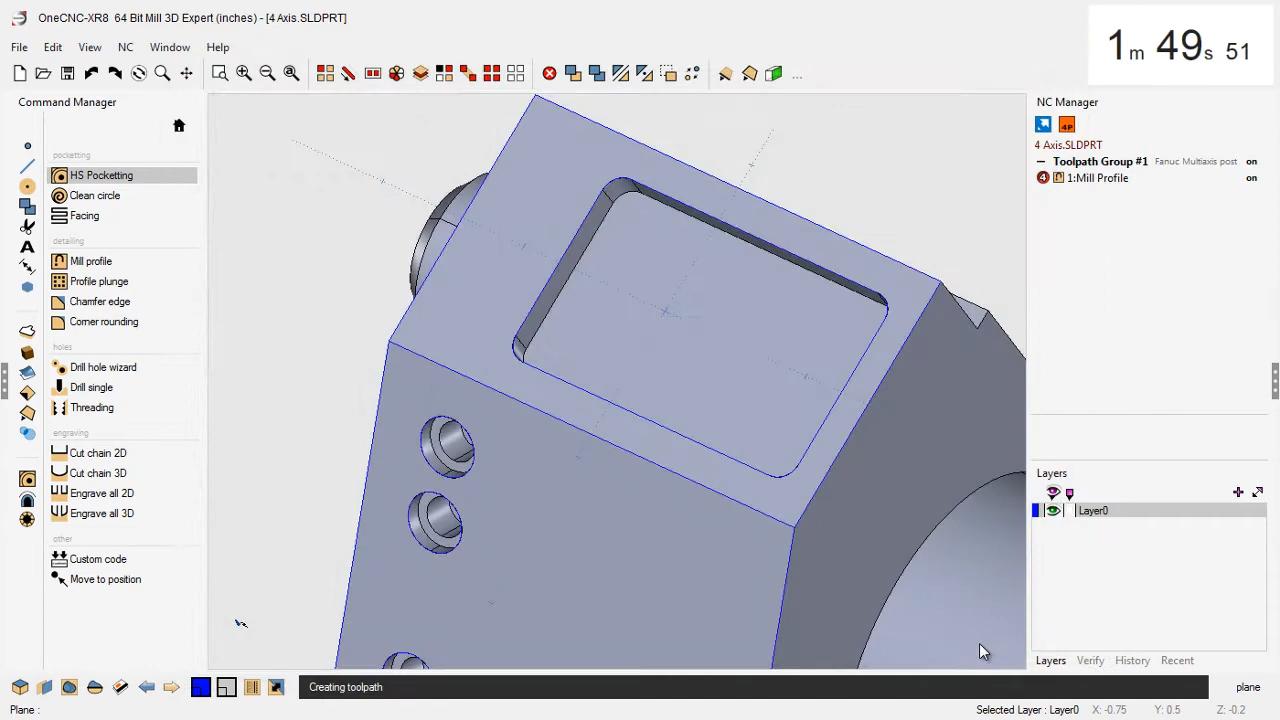 OneCNC-XR8  64 Bit Mill 3D Expert (inches) - [4 Axis.SLDPRT]
1m 49s 51
File Edit View NC Window Help
Command Manager
pocketting
HS Pocketting
Clean circle
Facing
detailing
Mill profile
Profile plunge
Chamfer edge
Corner rounding
holes
Drill hole wizard
Drill single
Threading
engraving
Cut chain 2D
Cut chain 3D
Engrave all 2D
Engrave all 3D
other
Custom code
Move to position
NC Manager
4P
4 Axis.SLDPRT
Toolpath Group #1 Fanuc Multiaxis post on
4 1:Mill Profile on
Layers
Layer0
Layers Verify History Recent
Creating toolpath
plane
Plane :
Selected Layer : Layer0 X: -0.75 Y: 0.5 Z: -0.2